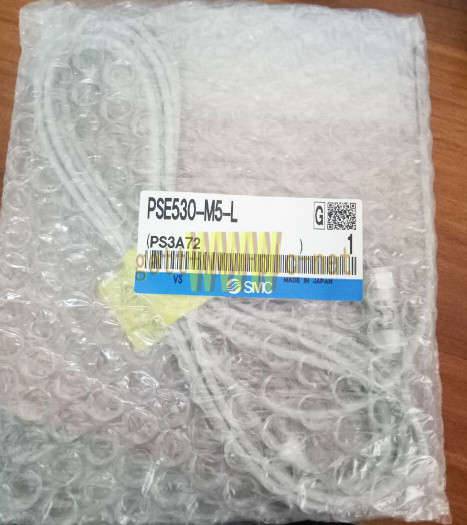 PSE530-M5-L
G
(PS3A72 ) 1
VS SMC MADE IN JAPAN